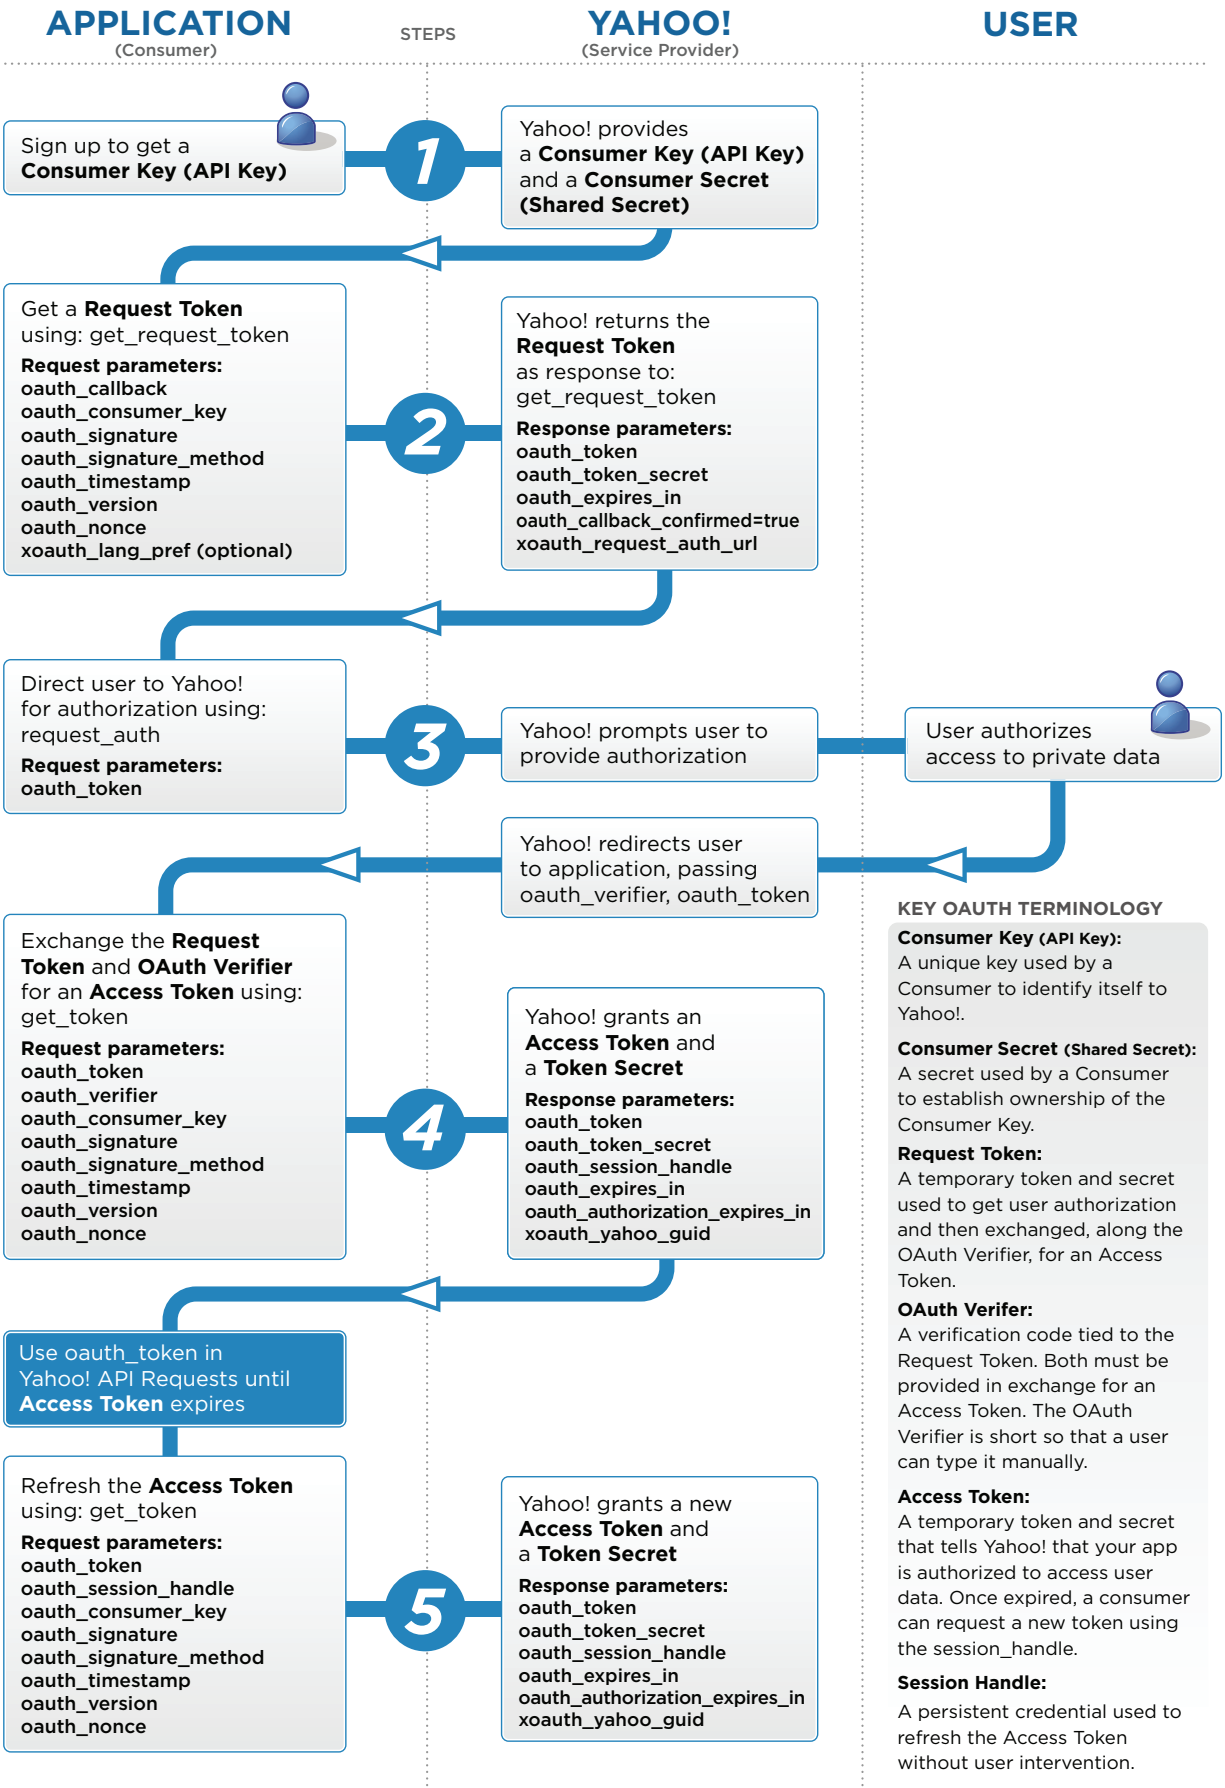 APPLICATION
(Consumer)
STEPS
YAHOO!
(Service Provider)
USER
Sign up to get a
Consumer Key (API Key)
1
Yahoo! provides
a Consumer Key (API Key)
and a Consumer Secret
(Shared Secret)
Get a Request Token
using: get_request_token
Request parameters:
oauth_callback
oauth_consumer_key
oauth_signature
oauth_signature_method
oauth_timestamp
oauth_version
oauth_nonce
xoauth_lang_pref (optional)
2
Yahoo! returns the
Request Token
as response to:
get_request_token
Response parameters:
oauth_token
oauth_token_secret
oauth_expires_in
oauth_callback_confirmed=true
xoauth_request_auth_url
Direct user to Yahoo!
for authorization using:
request_auth
Request parameters:
oauth_token
3
Yahoo! prompts user to
provide authorization
User authorizes
access to private data
Yahoo! redirects user
to application, passing
oauth_verifier, oauth_token
Exchange the Request
Token and OAuth Verifier
for an Access Token using:
get_token
Request parameters:
oauth_token
oauth_verifier
oauth_consumer_key
oauth_signature
oauth_signature_method
oauth_timestamp
oauth_version
oauth_nonce
4
Yahoo! grants an
Access Token and
a Token Secret
Response parameters:
oauth_token
oauth_token_secret
oauth_session_handle
oauth_expires_in
oauth_authorization_expires_in
xoauth_yahoo_guid
Use oauth_token in
Yahoo! API Requests until
Access Token expires
Refresh the Access Token
using: get_token
Request parameters:
oauth_token
oauth_session_handle
oauth_consumer_key
oauth_signature
oauth_signature_method
oauth_timestamp
oauth_version
oauth_nonce
5
Yahoo! grants a new
Access Token and
a Token Secret
Response parameters:
oauth_token
oauth_token_secret
oauth_session_handle
oauth_expires_in
oauth_authorization_expires_in
xoauth_yahoo_guid
KEY OAUTH TERMINOLOGY
Consumer Key (API Key):
A unique key used by a
Consumer to identify itself to
Yahoo!.
Consumer Secret (Shared Secret):
A secret used by a Consumer
to establish ownership of the
Consumer Key.
Request Token:
A temporary token and secret
used to get user authorization
and then exchanged, along the
OAuth Verifier, for an Access
Token.
OAuth Verifer:
A verification code tied to the
Request Token. Both must be
provided in exchange for an
Access Token. The OAuth
Verifier is short so that a user
can type it manually.
Access Token:
A temporary token and secret
that tells Yahoo! that your app
is authorized to access user
data. Once expired, a consumer
can request a new token using
the session_handle.
Session Handle:
A persistent credential used to
refresh the Access Token
without user intervention.